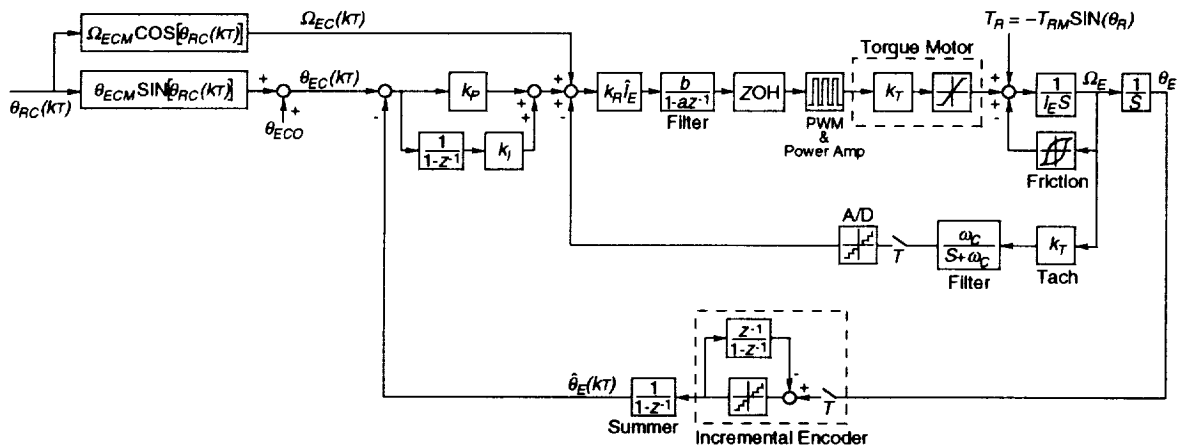 Ω_ECM COS[θ_RC(kT)]
Ω_EC(kT)
T_R = -T_RM SIN(θ_R)
Torque Motor
θ_RC(kT)
θ_ECM SIN[θ_RC(kT)]
+
+
θ_ECO
θ_EC(kT)
-
k_P
1
1-z⁻¹
k_I
+
+
+
+
-
k_R Î_E
b
1-az⁻¹
Filter
ZOH
PWM
&
Power Amp
k_T
+
+
-
1
I_E S
Ω_E
1
S
θ_E
Friction
A/D
T
ω_C
S+ω_C
Filter
k_T
Tach
θ̂_E(kT)
1
1-z⁻¹
Summer
z⁻¹
1-z⁻¹
-
+
T
Incremental Encoder